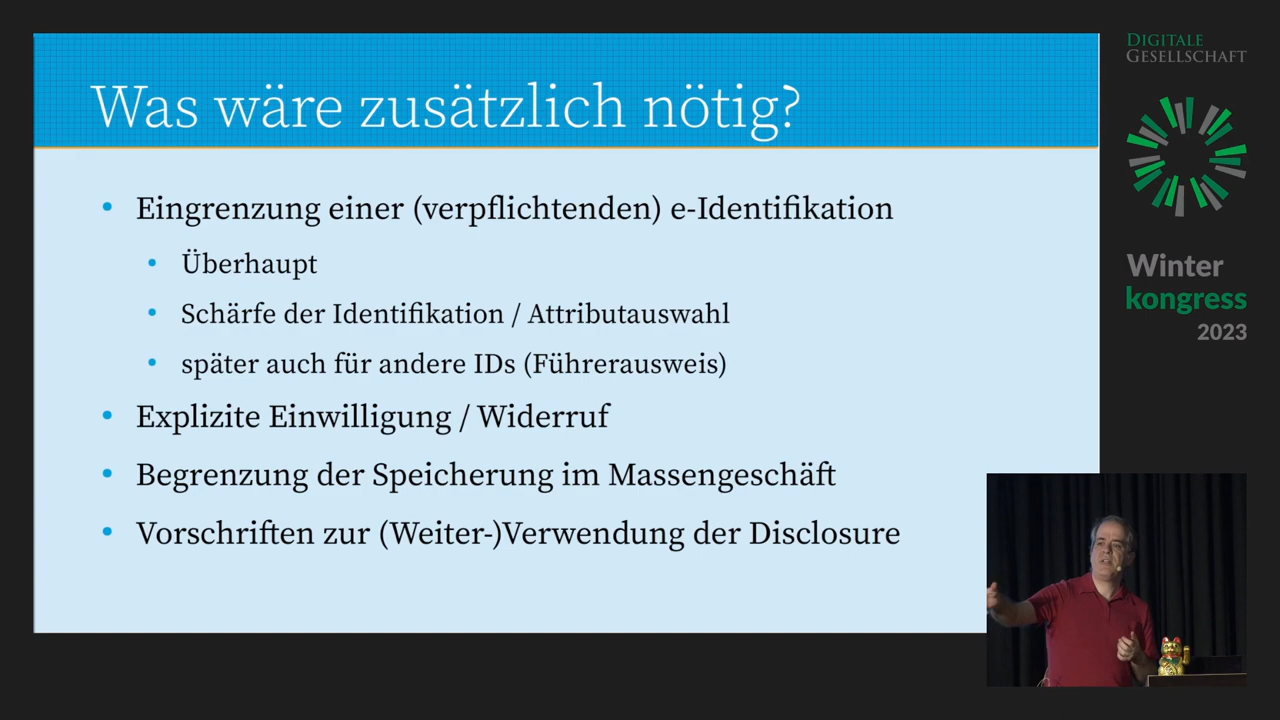 Was wäre zusätzlich nötig?
• Eingrenzung einer (verpflichtenden) e-Identifikation
• Überhaupt
• Schärfe der Identifikation / Attributauswahl
• später auch für andere IDs (Führerausweis)
• Explizite Einwilligung / Widerruf
• Begrenzung der Speicherung im Massengeschäft
• Vorschriften zur (Weiter-)Verwendung der Disclosure
DIGITALE
GESELLSCHAFT
Winter
kongress
2023